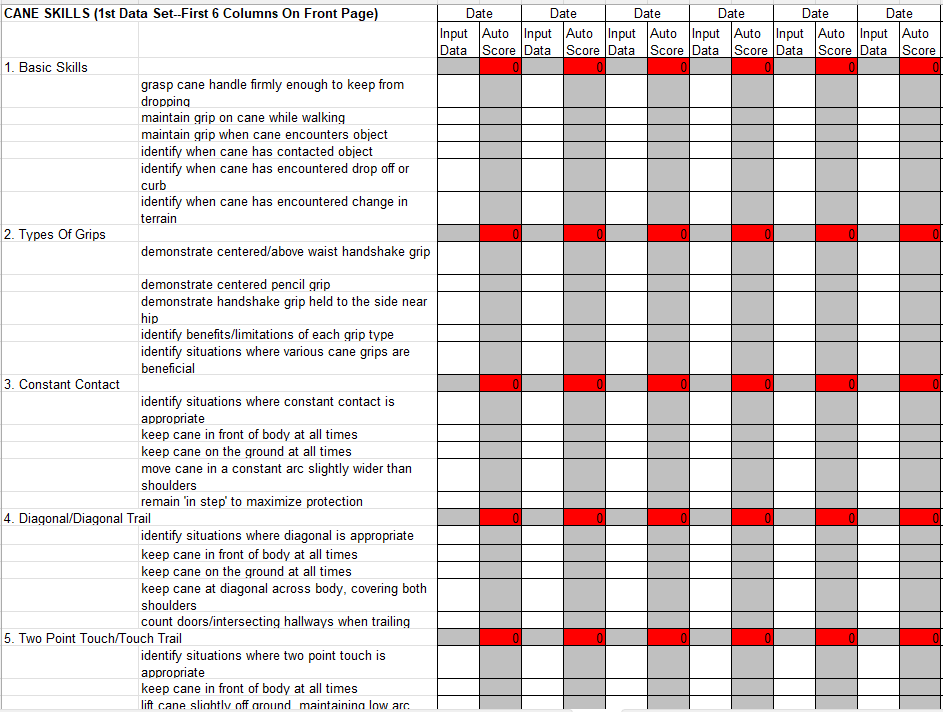 CANE SKILLS (1st Data Set--First 6 Columns On Front Page) Date Date Date Date Date Date
Input Auto Input Auto Input Auto Input Auto Input Auto Input Auto
Data Score Data Score Data Score Data Score Data Score Data Score
1. Basic Skills 0 0 0 0 0 0
grasp cane handle firmly enough to keep from
dropping
maintain grip on cane while walking
maintain grip when cane encounters object
identify when cane has contacted object
identify when cane has encountered drop off or
curb
identify when cane has encountered change in
terrain
2. Types Of Grips 0 0 0 0 0 0
demonstrate centered/above waist handshake grip
demonstrate centered pencil grip
demonstrate handshake grip held to the side near
hip
identify benefits/limitations of each grip type
identify situations where various cane grips are
beneficial
3. Constant Contact 0 0 0 0 0 0
identify situations where constant contact is
appropriate
keep cane in front of body at all times
keep cane on the ground at all times
move cane in a constant arc slightly wider than
shoulders
remain 'in step' to maximize protection
4. Diagonal/Diagonal Trail 0 0 0 0 0 0
identify situations where diagonal is appropriate
keep cane in front of body at all times
keep cane on the ground at all times
keep cane at diagonal across body, covering both
shoulders
count doors/intersecting hallways when trailing
5. Two Point Touch/Touch Trail 0 0 0 0 0 0
identify situations where two point touch is
appropriate
keep cane in front of body at all times
lift cane slightly off ground, maintaining low arc